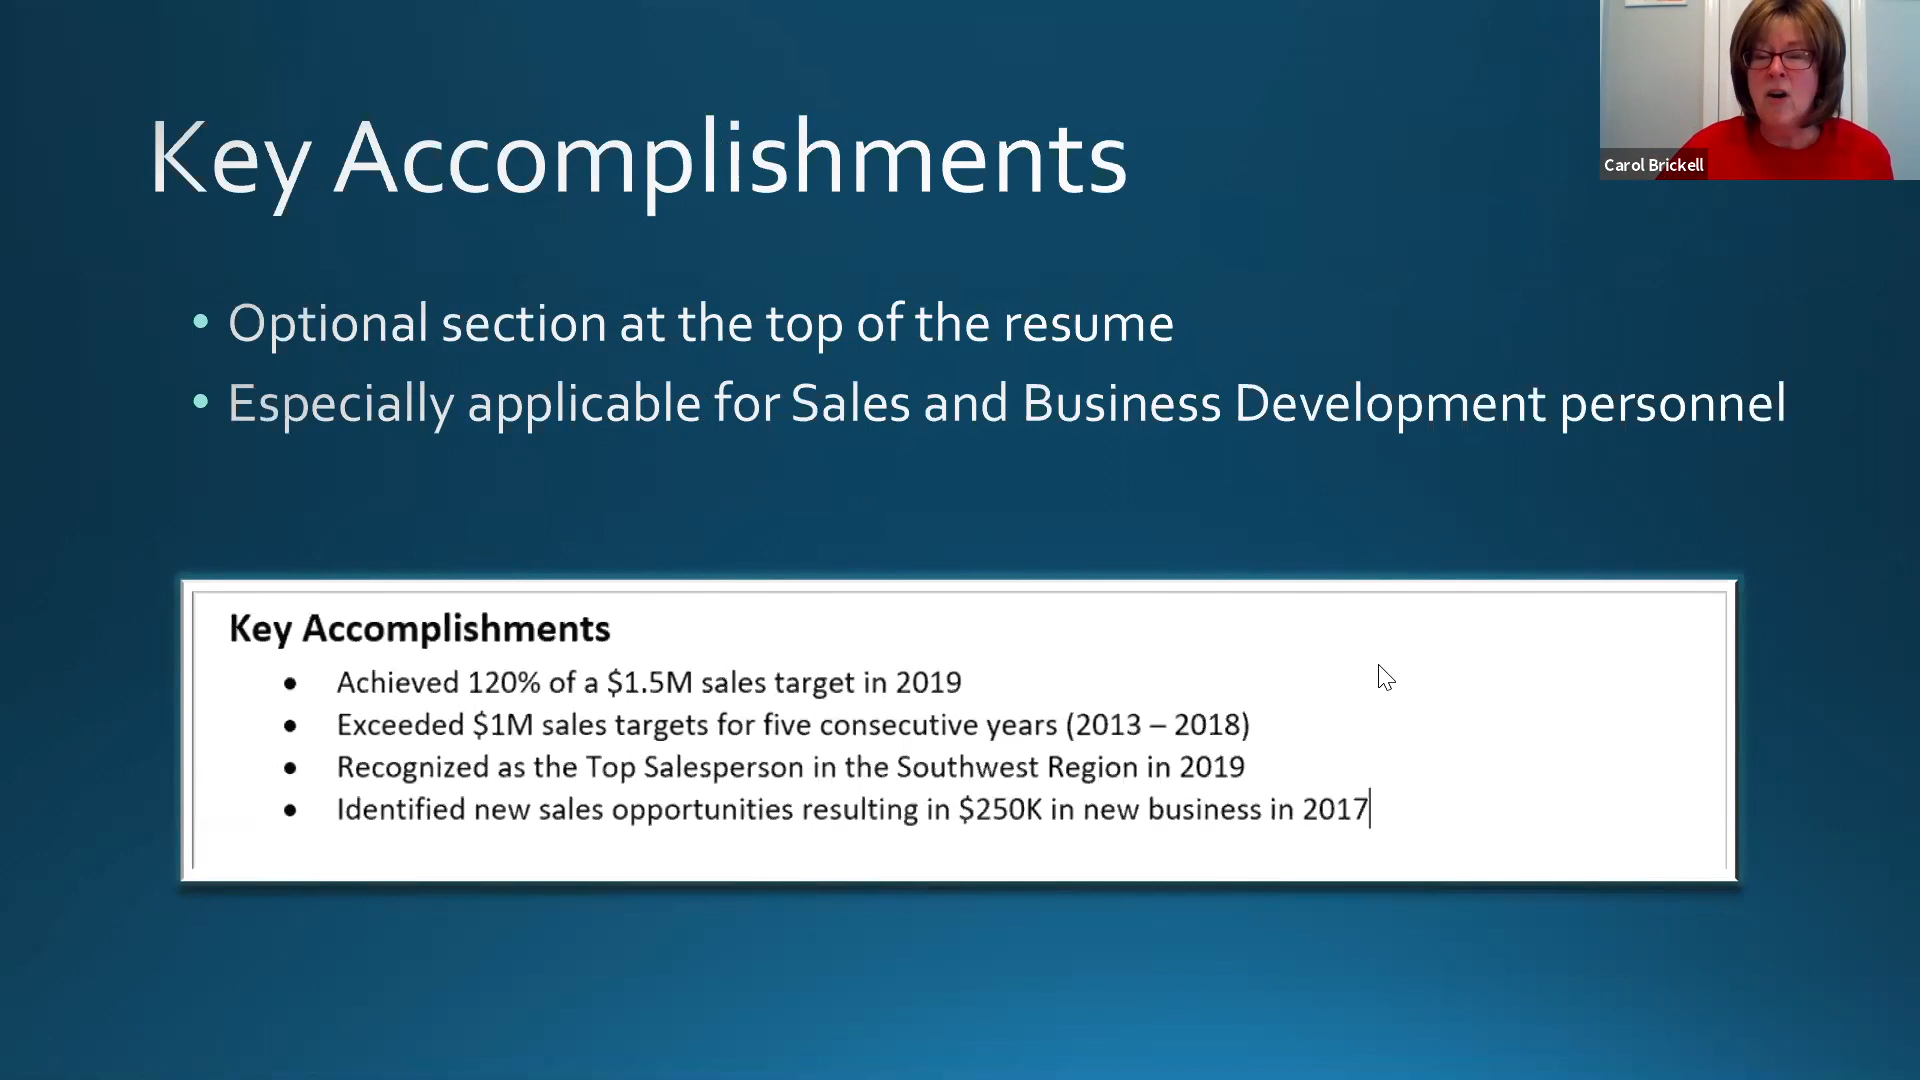 Key Accomplishments
Carol Brickell
• Optional section at the top of the resume
• Especially applicable for Sales and Business Development personnel
Key Accomplishments
• Achieved 120% of a $1.5M sales target in 2019
• Exceeded $1M sales targets for five consecutive years (2013 – 2018)
• Recognized as the Top Salesperson in the Southwest Region in 2019
• Identified new sales opportunities resulting in $250K in new business in 2017